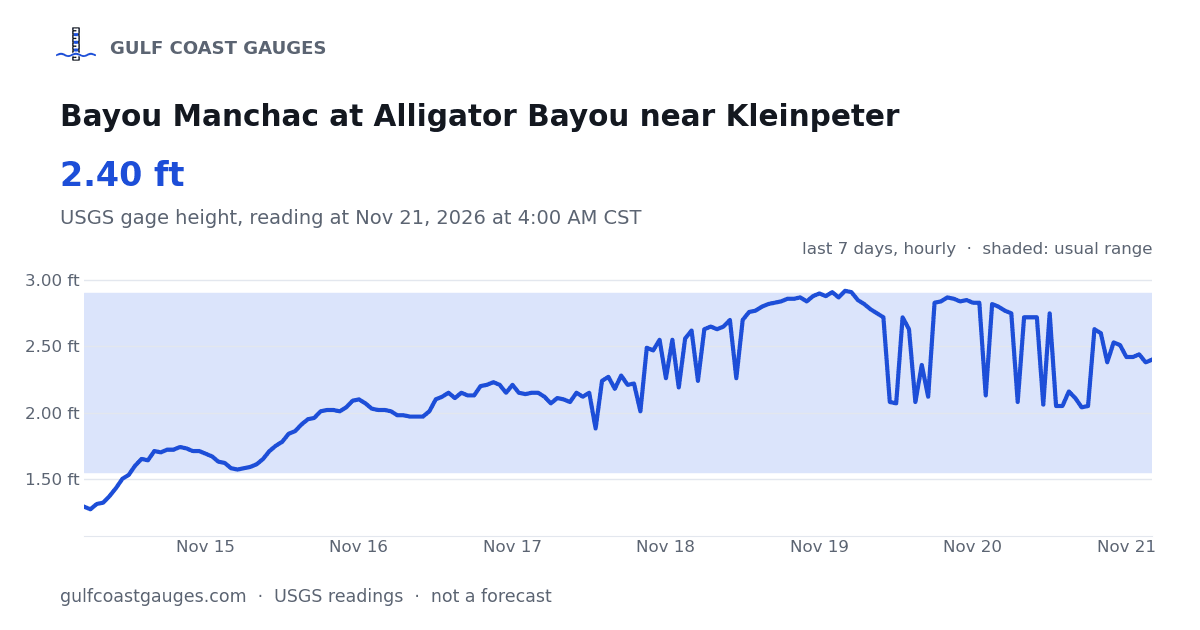 GULF COAST GAUGES
Bayou Manchac at Alligator Bayou near Kleinpeter
2.40 ft
USGS gage height, reading at Nov 21, 2026 at 4:00 AM CST
last 7 days, hourly · shaded: usual range
3.00 ft
2.50 ft
2.00 ft
1.50 ft
Nov 15 Nov 16 Nov 17 Nov 18 Nov 19 Nov 20 Nov 21
gulfcoastgauges.com · USGS readings · not a forecast